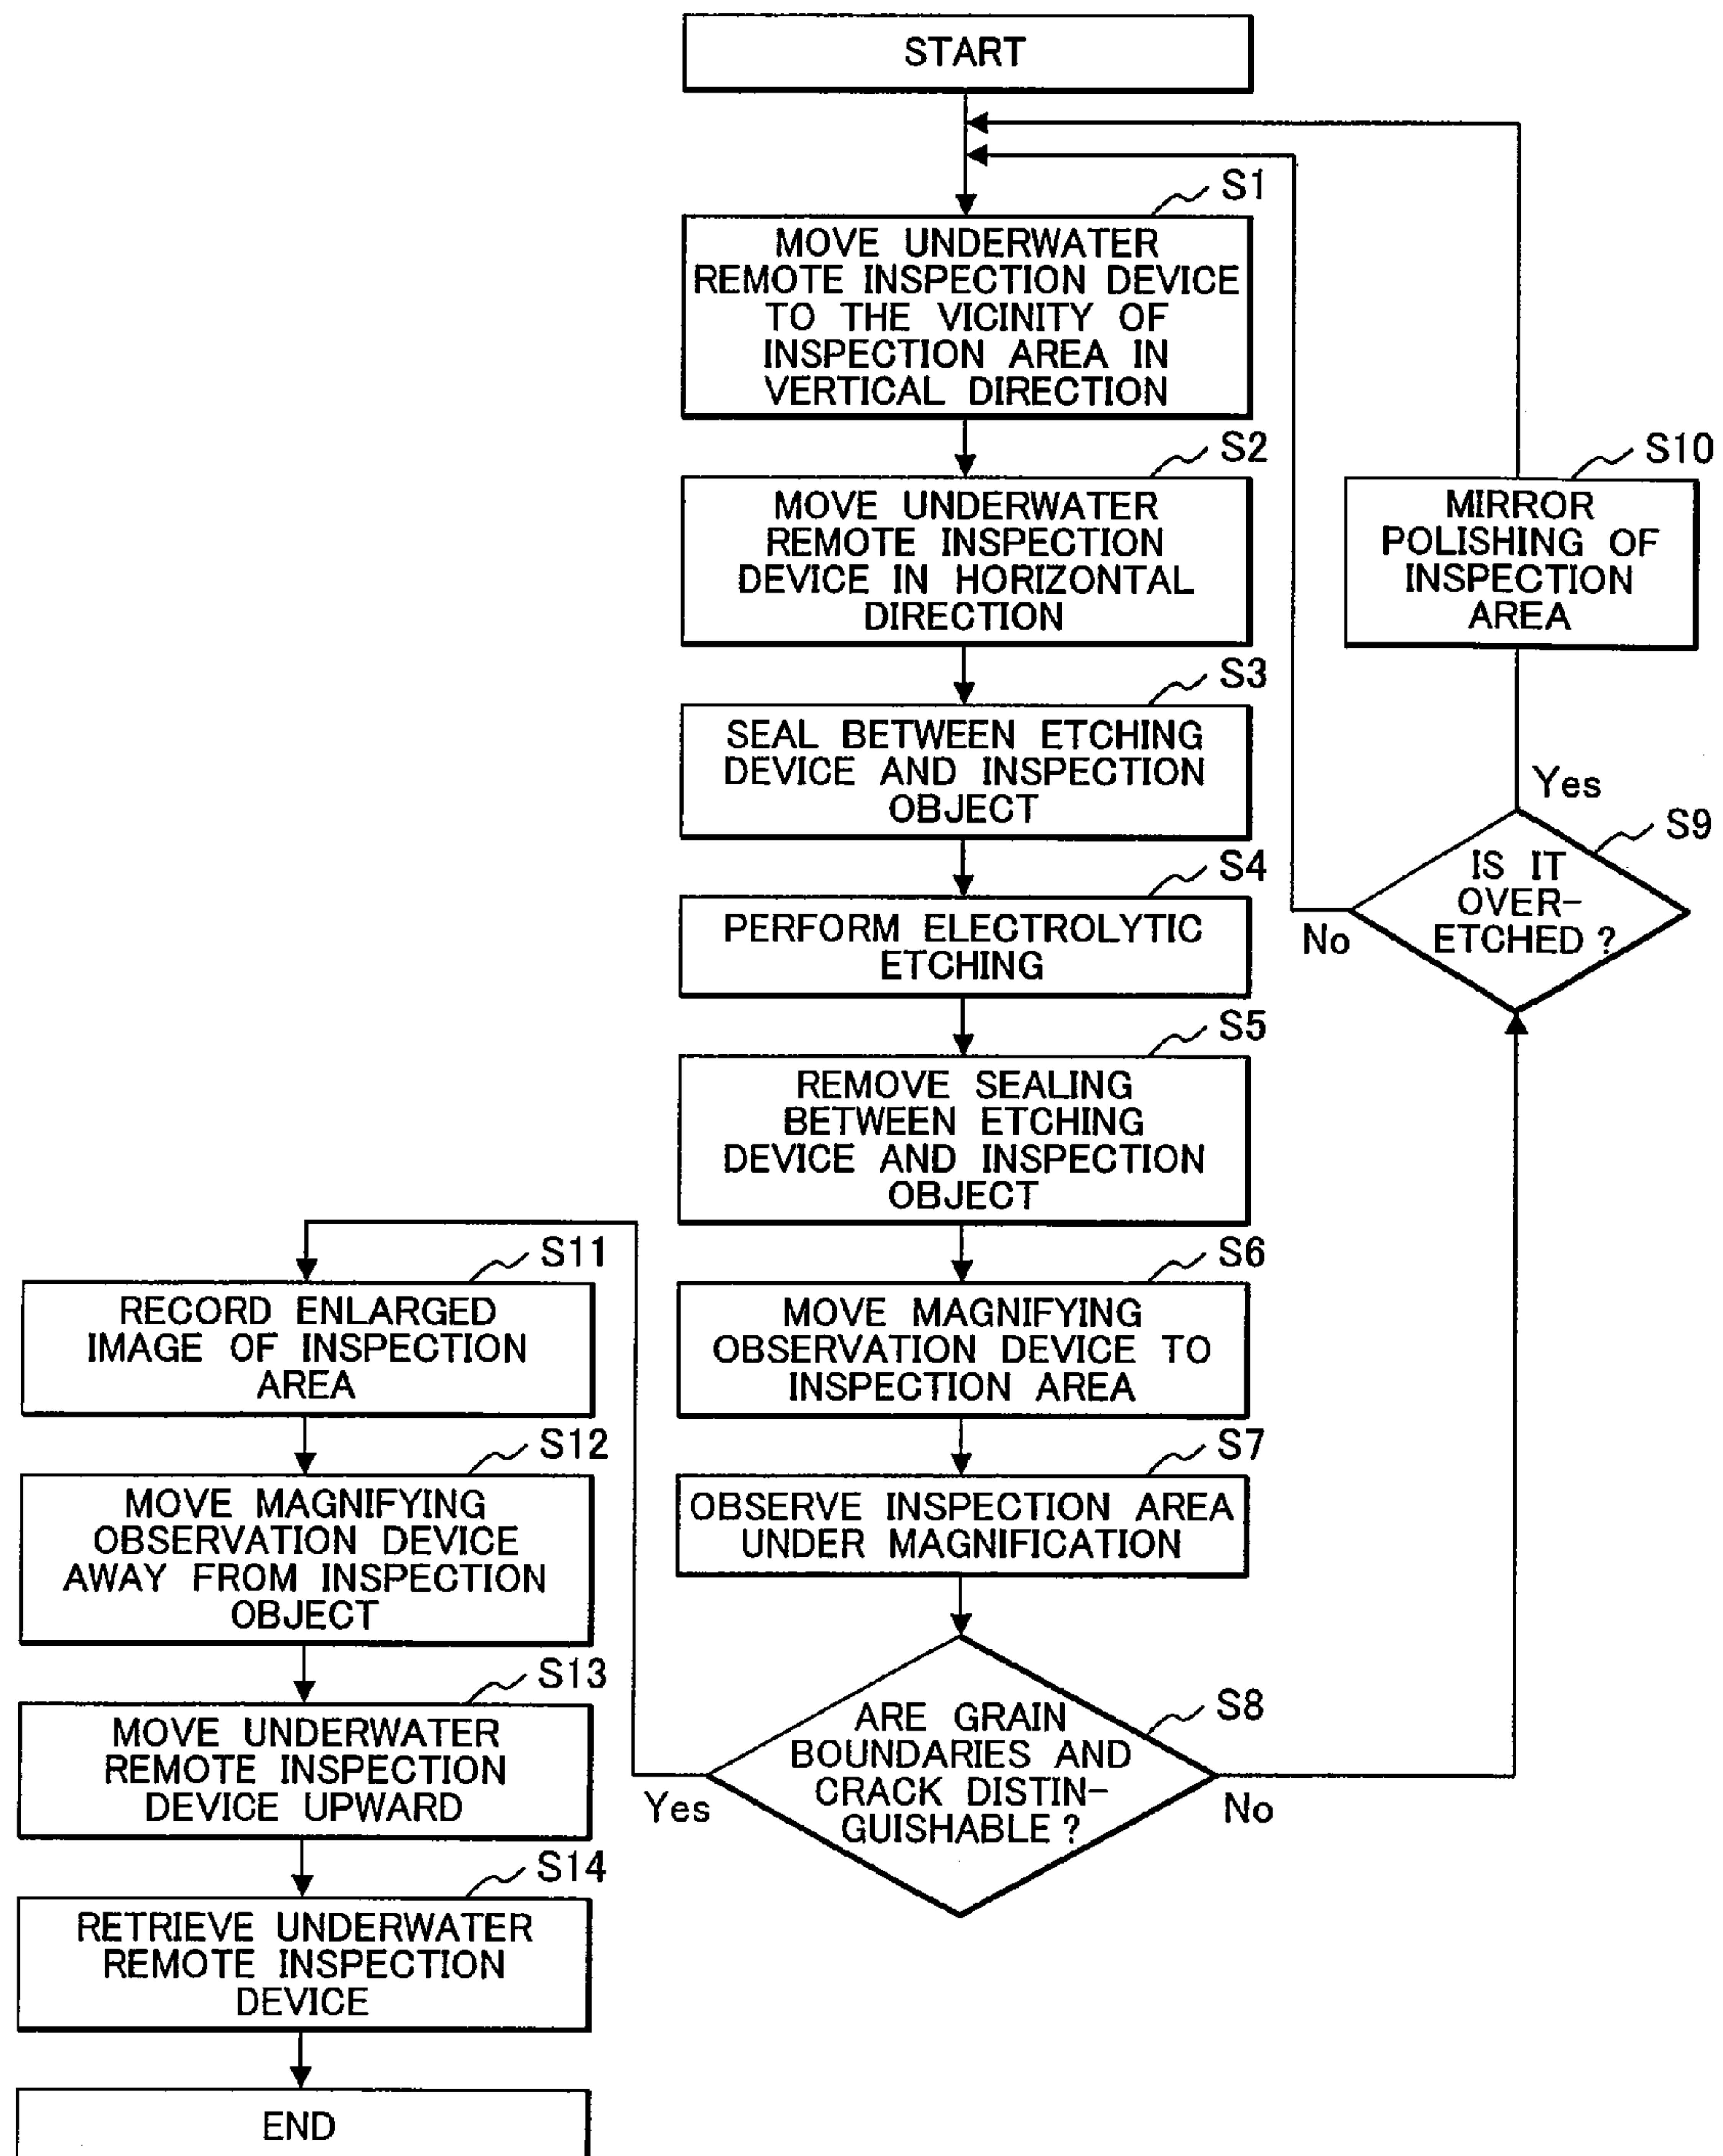 START
S1
MOVE UNDERWATER
REMOTE INSPECTION DEVICE
TO THE VICINITY OF
INSPECTION AREA IN
VERTICAL DIRECTION
S2
MOVE UNDERWATER
REMOTE INSPECTION
DEVICE IN HORIZONTAL
DIRECTION
S3
SEAL BETWEEN ETCHING
DEVICE AND INSPECTION
OBJECT
S4
PERFORM ELECTROLYTIC
ETCHING
S5
REMOVE SEALING
BETWEEN ETCHING
DEVICE AND INSPECTION
OBJECT
S6
MOVE MAGNIFYING
OBSERVATION DEVICE TO
INSPECTION AREA
S7
OBSERVE INSPECTION AREA
UNDER MAGNIFICATION
S8
ARE GRAIN
BOUNDARIES AND
CRACK DISTIN-
GUISHABLE?
Yes
No
S9
IS IT
OVER-
ETCHED?
Yes
No
S10
MIRROR
POLISHING OF
INSPECTION
AREA
S11
RECORD ENLARGED
IMAGE OF INSPECTION
AREA
S12
MOVE MAGNIFYING
OBSERVATION DEVICE
AWAY FROM INSPECTION
OBJECT
S13
MOVE UNDERWATER
REMOTE INSPECTION
DEVICE UPWARD
S14
RETRIEVE UNDERWATER
REMOTE INSPECTION
DEVICE
END